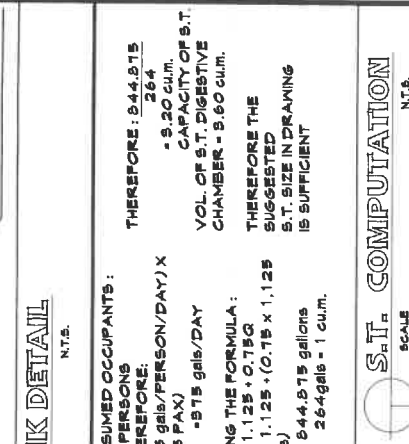 NK DETAIL
N.T.S.
SUMED OCCUPANTS :
PERSONS
EREFORE:
5 gals/PERSON/DAY) X
5 PAX)
=375 gals/DAY
NG THE FORMULA:
1.125 + 0.75Q
1.125 +(0.75 x 1,125
s)
844.875 gallons
264gals = 1 cu.m.
THEREFORE : 844.875
264
= 3.20 cu.m.
CAPACITY OF S.T.
VOL. OF S.T. DIGESTIVE
CHAMBER = 3.60 cu.m.
THEREFORE THE
SUGGESTED
S.T. SIZE IN DRAWING
IS SUFFICIENT
S.T. COMPUTATION
SCALE
N.T.S.